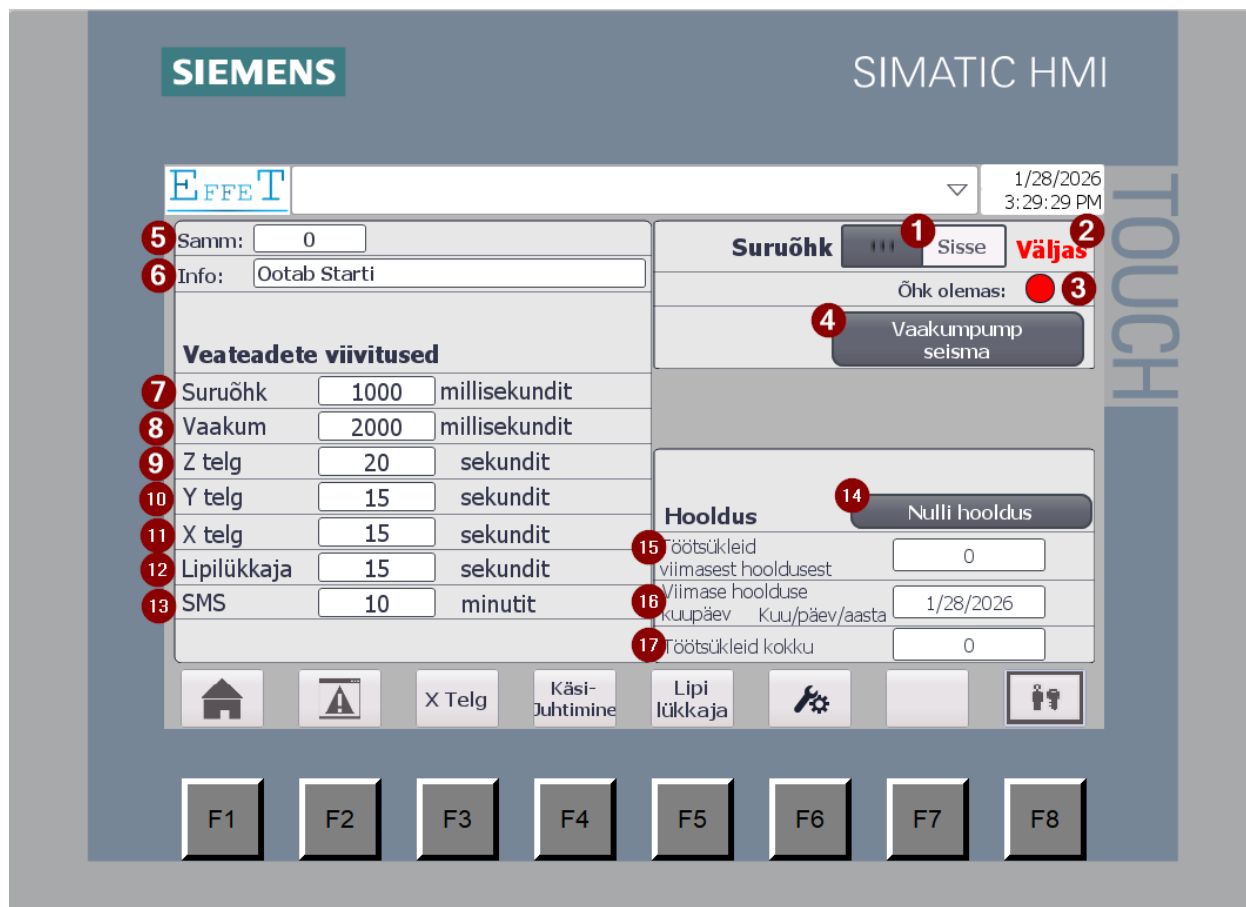 SIEMENS
SIMATIC HMI
TOUCH
EFFET
1/28/2026
3:29:29 PM
5 Samm: 0
6 Info: Ootab Starti
Suruõhk 1 Sisse 2 Väljas
Õhk olemas: 3
4 Vaakumpump
seisma
Veateadete viivitused
7 Suruõhk 1000 millisekundit
8 Vaakum 2000 millisekundit
9 Z telg 20 sekundit
10 Y telg 15 sekundit
11 X telg 15 sekundit
12 Lipilükkaja 15 sekundit
13 SMS 10 minutit
Hooldus 14 Nulli hooldus
15 Töötsükleid
viimasest hooldusest 0
16 Viimase hoolduse
kuupäev Kuu/päev/aasta 1/28/2026
17 Töötsükleid kokku 0
X Telg
Käsi-
Juhtimine
Lipi
lükkaja
F1 F2 F3 F4 F5 F6 F7 F8